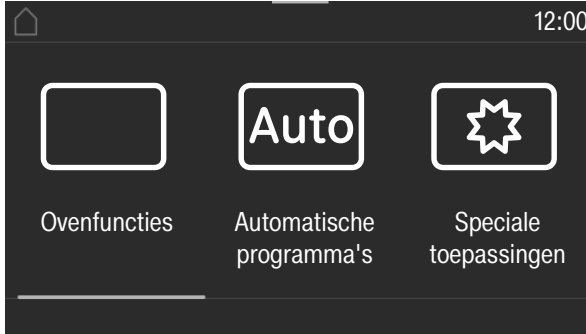 12:00
Auto
Ovenfuncties
Automatische
programma's
Speciale
toepassingen